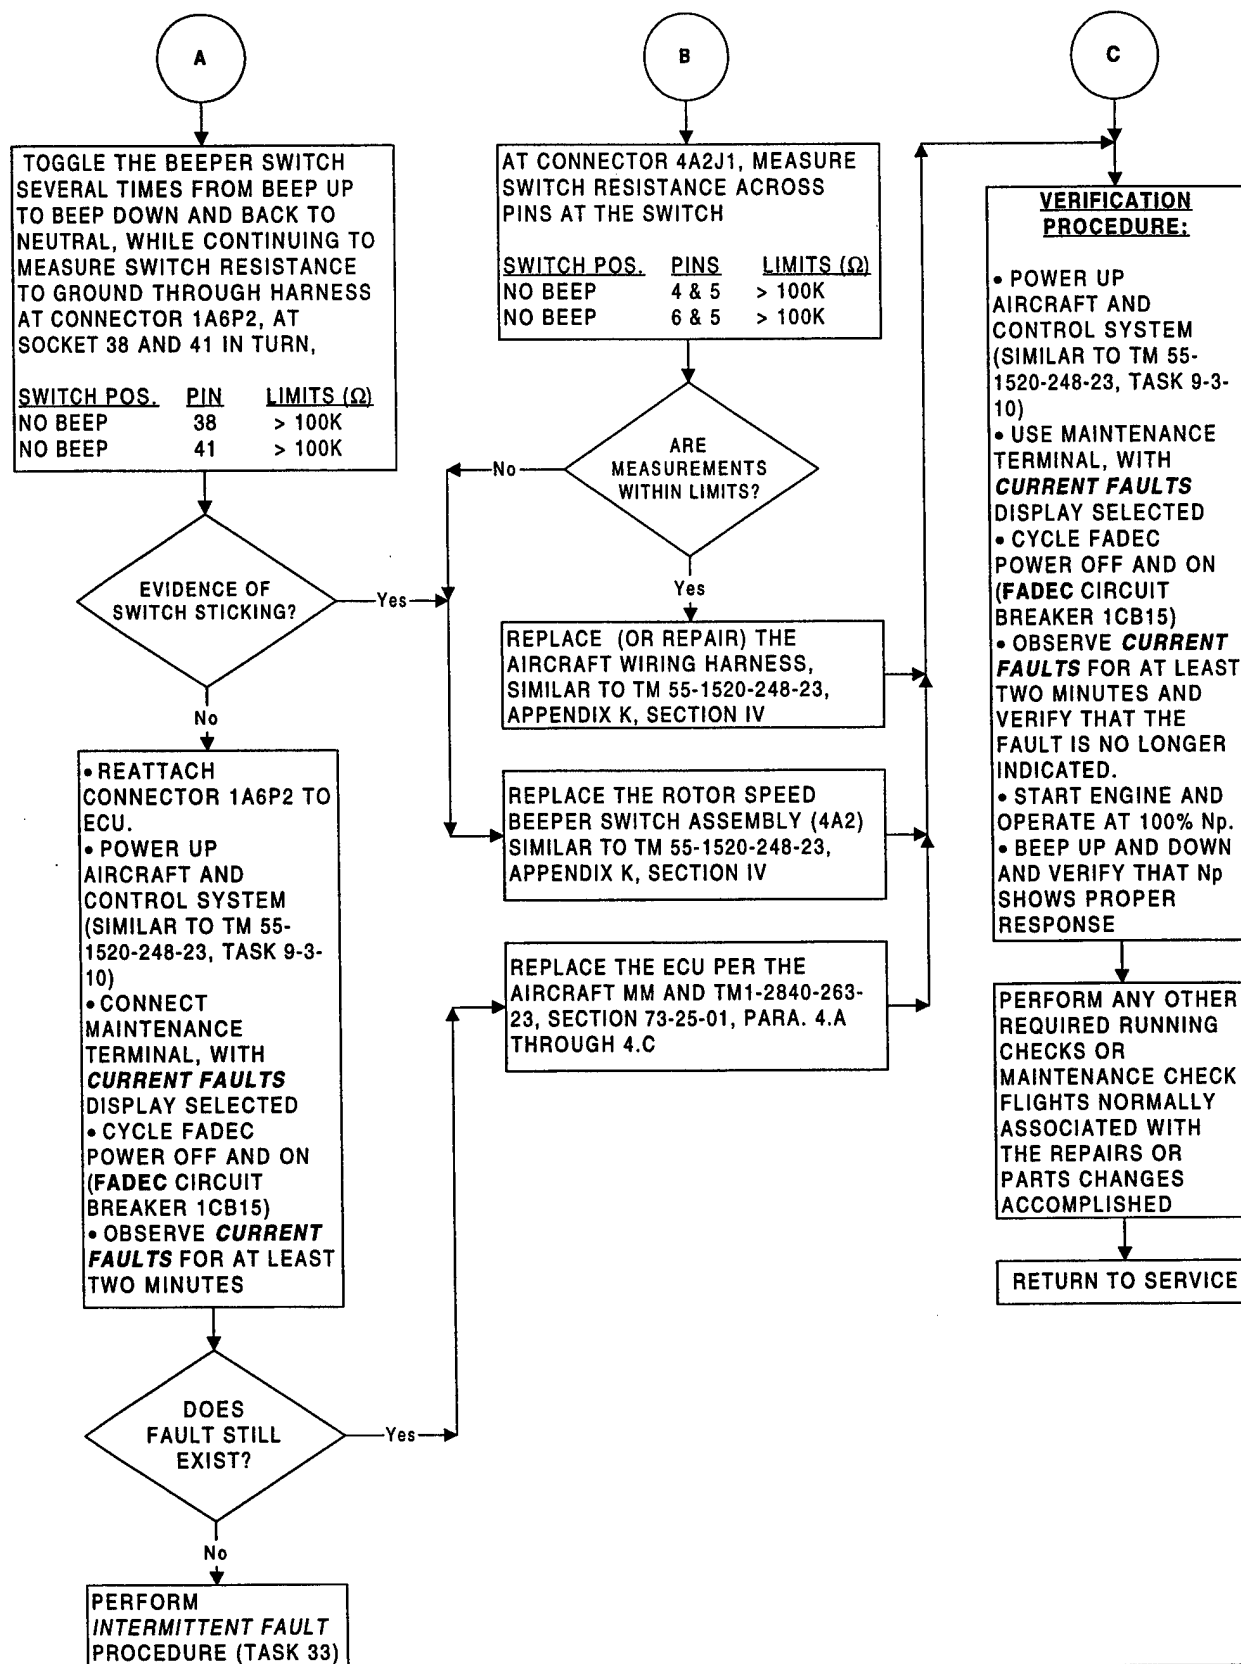 A
TOGGLE THE BEEPER SWITCH
SEVERAL TIMES FROM BEEP UP
TO BEEP DOWN AND BACK TO
NEUTRAL, WHILE CONTINUING TO
MEASURE SWITCH RESISTANCE
TO GROUND THROUGH HARNESS
AT CONNECTOR 1A6P2, AT
SOCKET 38 AND 41 IN TURN,
SWITCH POS. PIN LIMITS (Ω)
NO BEEP 38 > 100K
NO BEEP 41 > 100K
EVIDENCE OF
SWITCH STICKING?
Yes
No
• REATTACH
CONNECTOR 1A6P2 TO
ECU.
• POWER UP
AIRCRAFT AND
CONTROL SYSTEM
(SIMILAR TO TM 55-
1520-248-23, TASK 9-3-
10)
• CONNECT
MAINTENANCE
TERMINAL, WITH
CURRENT FAULTS
DISPLAY SELECTED
• CYCLE FADEC
POWER OFF AND ON
(FADEC CIRCUIT
BREAKER 1CB15)
• OBSERVE CURRENT
FAULTS FOR AT LEAST
TWO MINUTES
DOES
FAULT STILL
EXIST?
Yes
No
PERFORM
INTERMITTENT FAULT
PROCEDURE (TASK 33)
B
AT CONNECTOR 4A2J1, MEASURE
SWITCH RESISTANCE ACROSS
PINS AT THE SWITCH
SWITCH POS. PINS LIMITS (Ω)
NO BEEP 4 & 5 > 100K
NO BEEP 6 & 5 > 100K
ARE
MEASUREMENTS
WITHIN LIMITS?
No
Yes
REPLACE (OR REPAIR) THE
AIRCRAFT WIRING HARNESS,
SIMILAR TO TM 55-1520-248-23,
APPENDIX K, SECTION IV
REPLACE THE ROTOR SPEED
BEEPER SWITCH ASSEMBLY (4A2)
SIMILAR TO TM 55-1520-248-23,
APPENDIX K, SECTION IV
REPLACE THE ECU PER THE
AIRCRAFT MM AND TM1-2840-263-
23, SECTION 73-25-01, PARA. 4.A
THROUGH 4.C
C
VERIFICATION
PROCEDURE:
• POWER UP
AIRCRAFT AND
CONTROL SYSTEM
(SIMILAR TO TM 55-
1520-248-23, TASK 9-3-
10)
• USE MAINTENANCE
TERMINAL, WITH
CURRENT FAULTS
DISPLAY SELECTED
• CYCLE FADEC
POWER OFF AND ON
(FADEC CIRCUIT
BREAKER 1CB15)
• OBSERVE CURRENT
FAULTS FOR AT LEAST
TWO MINUTES AND
VERIFY THAT THE
FAULT IS NO LONGER
INDICATED.
• START ENGINE AND
OPERATE AT 100% Np.
• BEEP UP AND DOWN
AND VERIFY THAT Np
SHOWS PROPER
RESPONSE
PERFORM ANY OTHER
REQUIRED RUNNING
CHECKS OR
MAINTENANCE CHECK
FLIGHTS NORMALLY
ASSOCIATED WITH
THE REPAIRS OR
PARTS CHANGES
ACCOMPLISHED
RETURN TO SERVICE